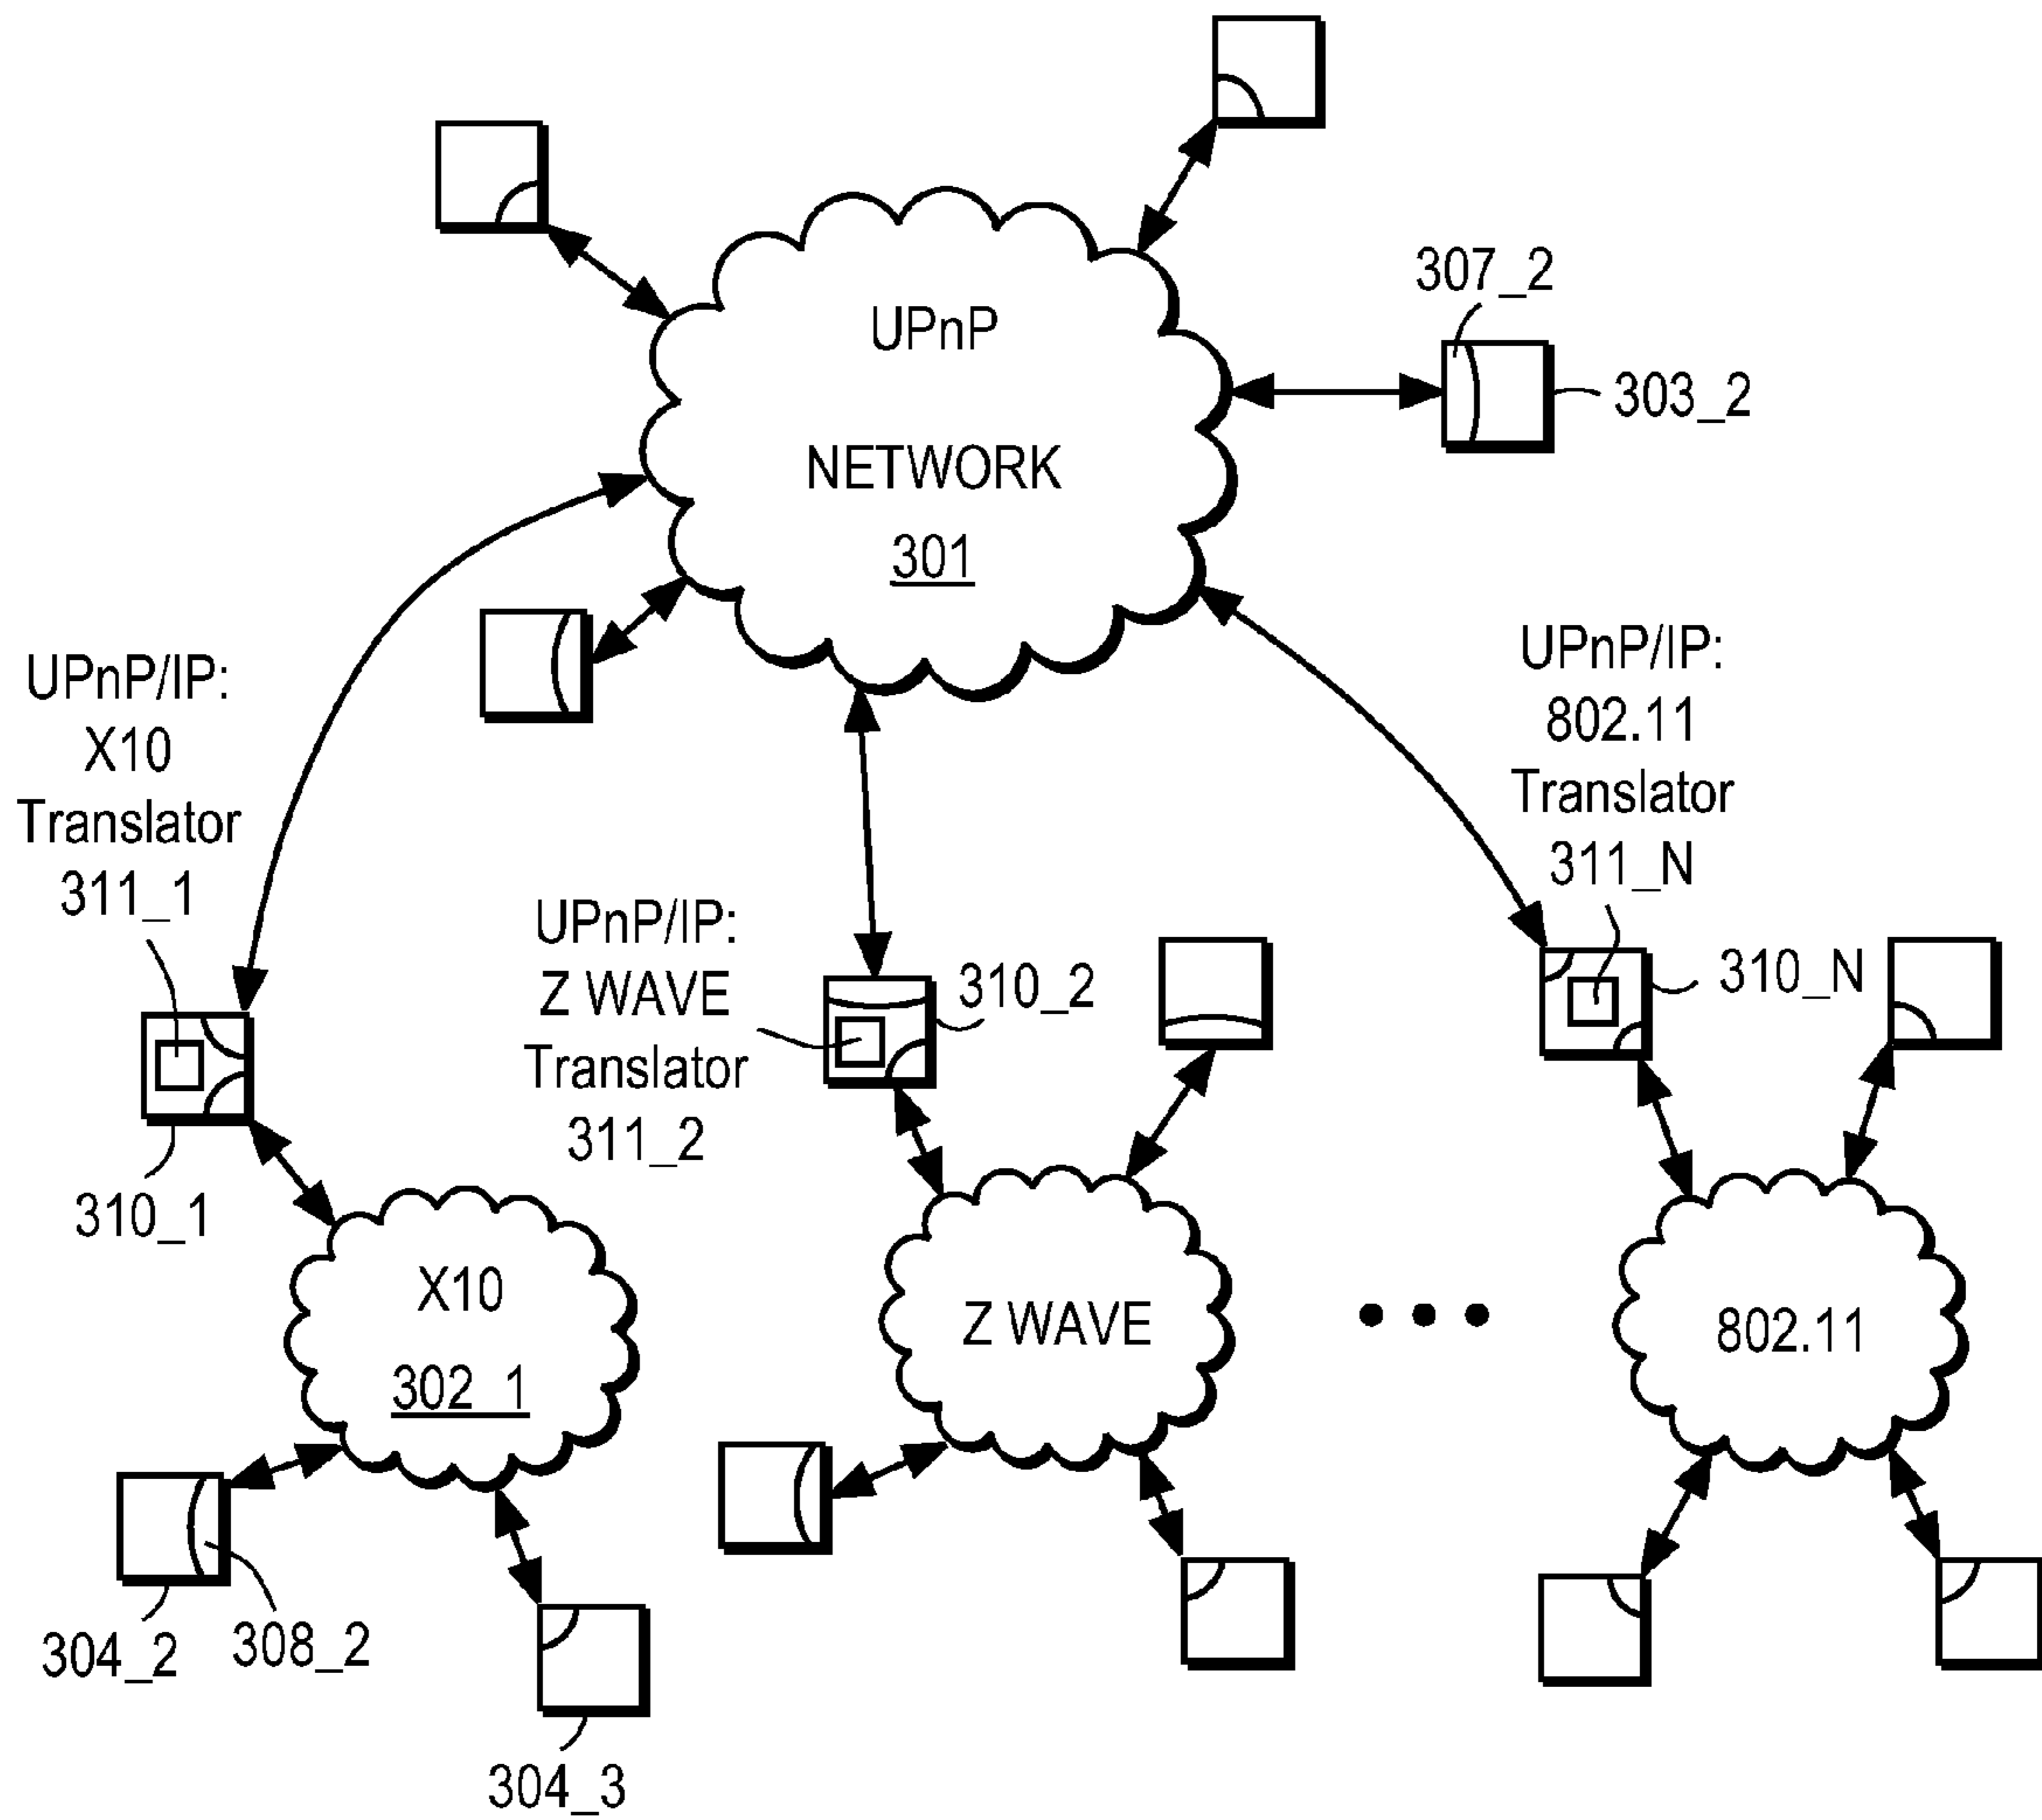 307_2
UPnP
303_2
NETWORK
301
UPnP/IP:
X10
Translator
311_1
UPnP/IP:
802.11
Translator
311_N
UPnP/IP:
Z WAVE
Translator
311_2
310_2
310_N
310_1
X10
302_1
Z WAVE
802.11
304_2
308_2
304_3